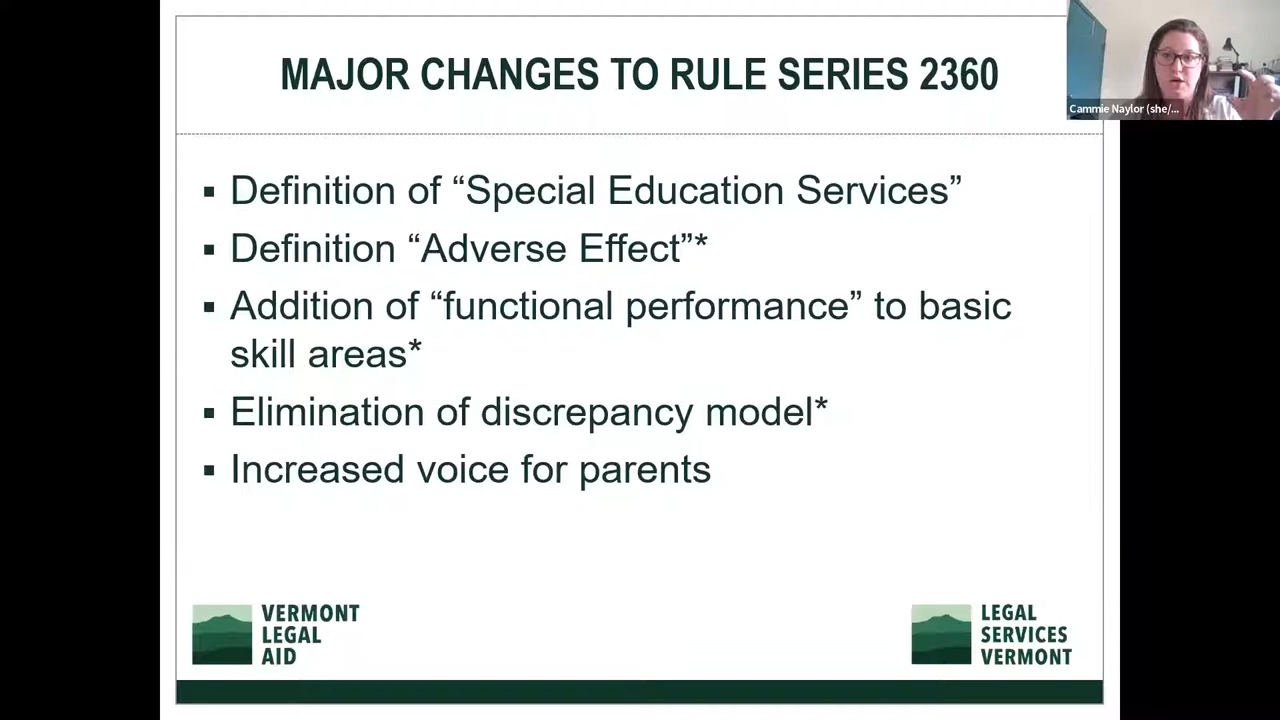 MAJOR CHANGES TO RULE SERIES 2360
Cammie Naylor (she/...
▪ Definition of “Special Education Services”
▪ Definition “Adverse Effect”*
▪ Addition of “functional performance” to basic
skill areas*
▪ Elimination of discrepancy model*
▪ Increased voice for parents
VERMONT
LEGAL
AID
LEGAL
SERVICES
VERMONT